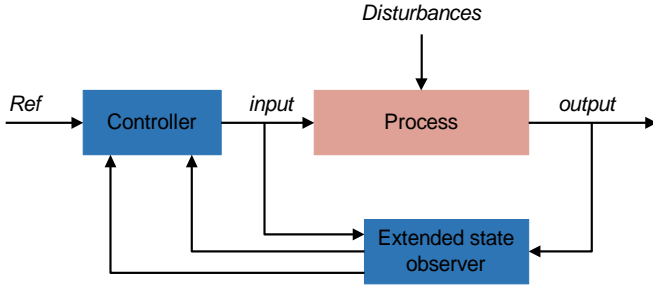 Disturbances
Ref
Controller
input
Process
output
Extended state
observer